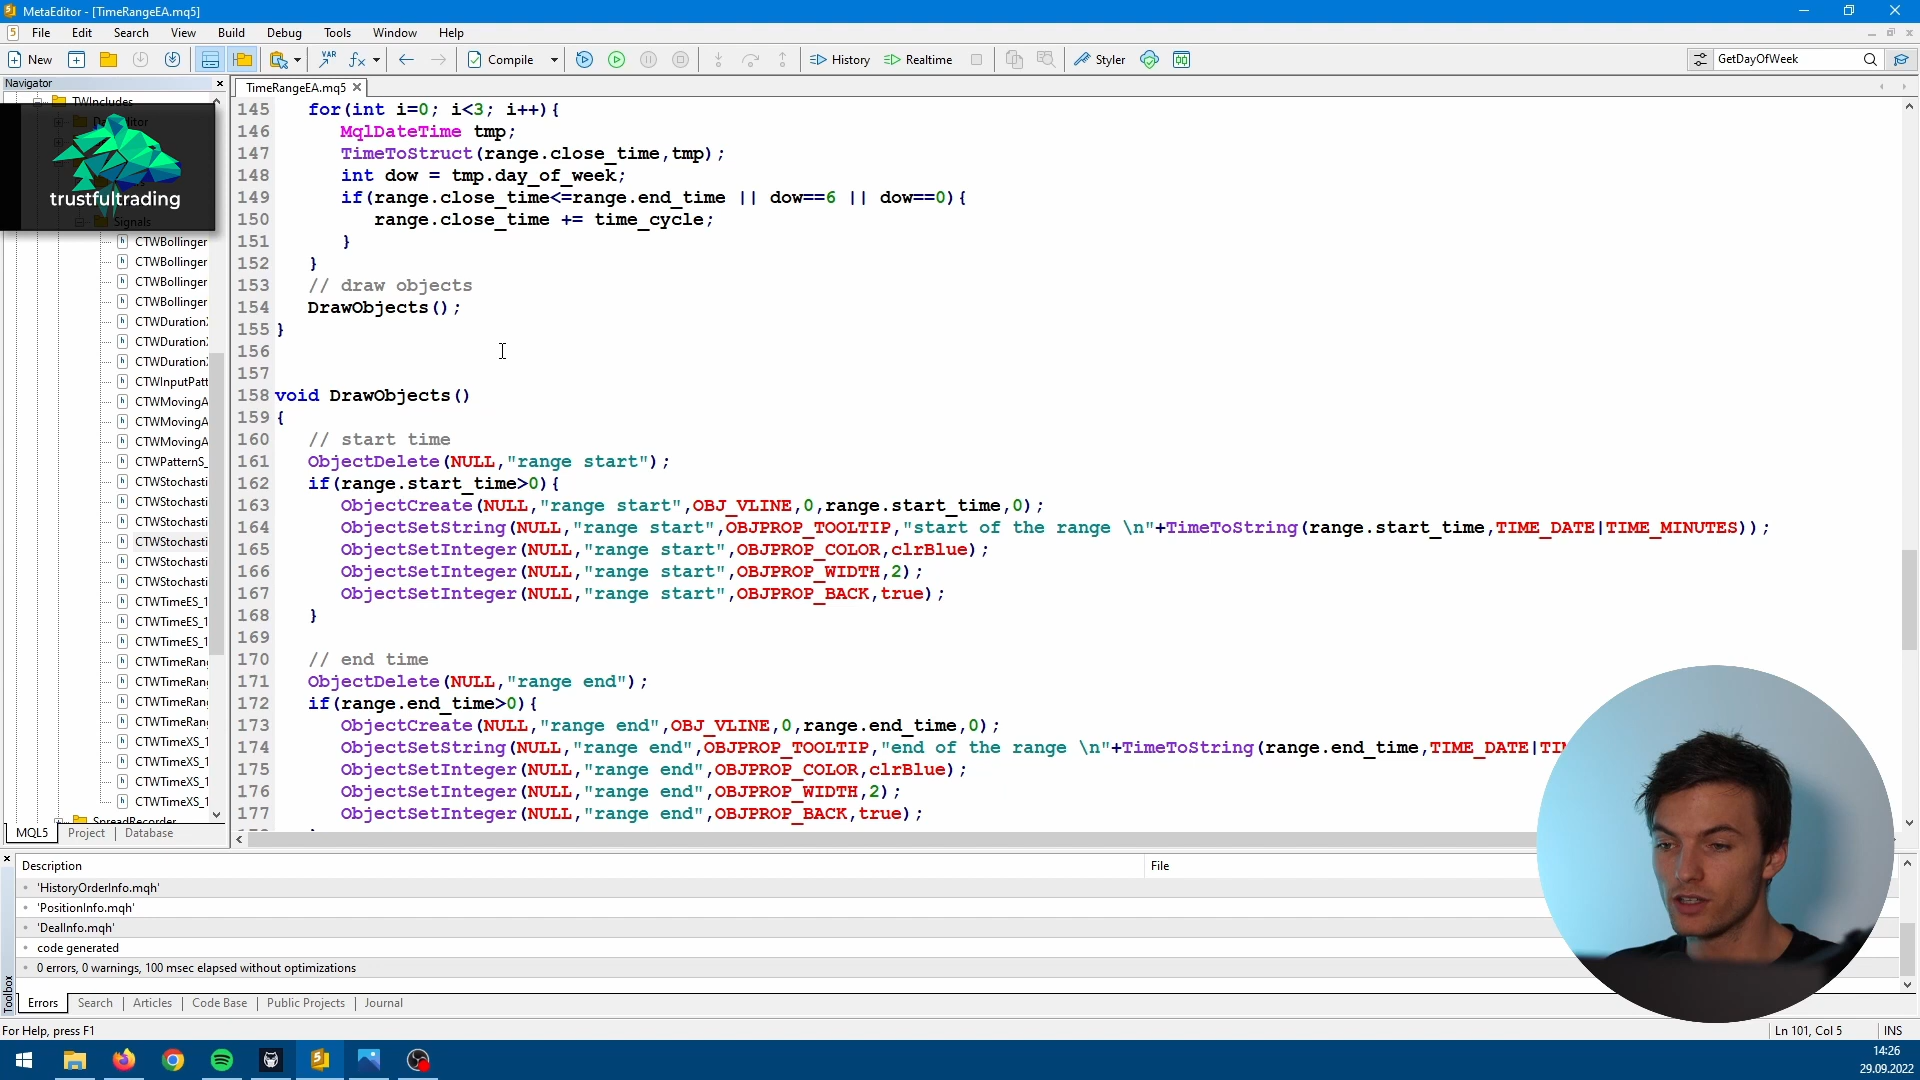 MetaEditor - [TimeRangeEA.mq5]
File Edit Search View Build Debug Tools Window Help
New Compile History Realtime Styler GetDayOfWeek
Navigator
TimeRangeEA.mq5
TWIncludes
trustfultrading
Signals
CTWBollinger
CTWBollinger
CTWBollinger
CTWBollinger
CTWDuration
CTWDuration
CTWDuration
CTWInputPatt
CTWMovingA
CTWMovingA
CTWMovingA
CTWPatternS_
CTWStochasti
CTWStochasti
CTWStochasti
CTWStochasti
CTWStochasti
CTWStochasti
CTWTimeES_1
CTWTimeES_1
CTWTimeES_1
CTWTimeRan
CTWTimeRan
CTWTimeRan
CTWTimeRan
CTWTimeXS_1
CTWTimeXS_1
CTWTimeXS_1
CTWTimeXS_1
SpreadRecorder
MQL5 Project Database
145 for(int i=0; i<3; i++){
146 MqlDateTime tmp;
147 TimeToStruct(range.close_time,tmp);
148 int dow = tmp.day_of_week;
149 if(range.close_time<=range.end_time || dow==6 || dow==0){
150 range.close_time += time_cycle;
151 }
152 }
153 // draw objects
154 DrawObjects();
155 }
156
157
158 void DrawObjects()
159 {
160 // start time
161 ObjectDelete(NULL,"range start");
162 if(range.start_time>0){
163 ObjectCreate(NULL,"range start",OBJ_VLINE,0,range.start_time,0);
164 ObjectSetString(NULL,"range start",OBJPROP_TOOLTIP,"start of the range \n"+TimeToString(range.start_time,TIME_DATE|TIME_MINUTES));
165 ObjectSetInteger(NULL,"range start",OBJPROP_COLOR,clrBlue);
166 ObjectSetInteger(NULL,"range start",OBJPROP_WIDTH,2);
167 ObjectSetInteger(NULL,"range start",OBJPROP_BACK,true);
168 }
169
170 // end time
171 ObjectDelete(NULL,"range end");
172 if(range.end_time>0){
173 ObjectCreate(NULL,"range end",OBJ_VLINE,0,range.end_time,0);
174 ObjectSetString(NULL,"range end",OBJPROP_TOOLTIP,"end of the range \n"+TimeToString(range.end_time,TIME_DATE|TI
175 ObjectSetInteger(NULL,"range end",OBJPROP_COLOR,clrBlue);
176 ObjectSetInteger(NULL,"range end",OBJPROP_WIDTH,2);
177 ObjectSetInteger(NULL,"range end",OBJPROP_BACK,true);
Description File
'HistoryOrderInfo.mqh'
'PositionInfo.mqh'
'DealInfo.mqh'
code generated
0 errors, 0 warnings, 100 msec elapsed without optimizations
Toolbox
Errors Search Articles Code Base Public Projects Journal
For Help, press F1 Ln 101, Col 5 INS
14:26
29.09.2022